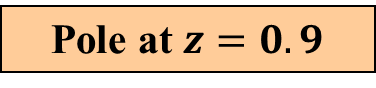 Pole at z = 0.9